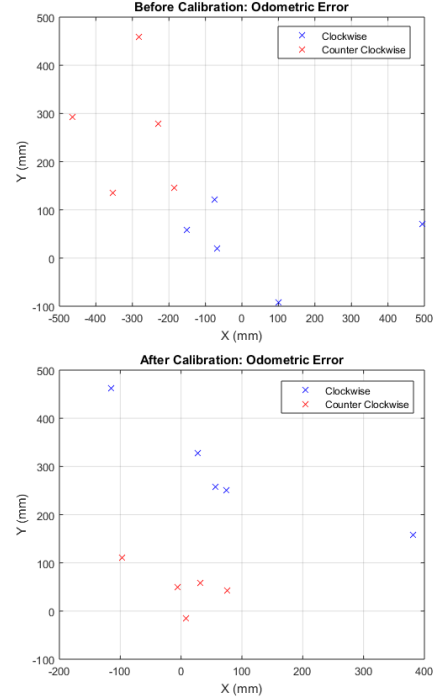 Before Calibration: Odometric Error
500
400
300
200
100
0
-100
Y (mm)
Clockwise
Counter Clockwise
-500 -400 -300 -200 -100 0 100 200 300 400 500
X (mm)
After Calibration: Odometric Error
500
400
300
200
100
0
-100
Y (mm)
Clockwise
Counter Clockwise
-200 -100 0 100 200 300 400
X (mm)